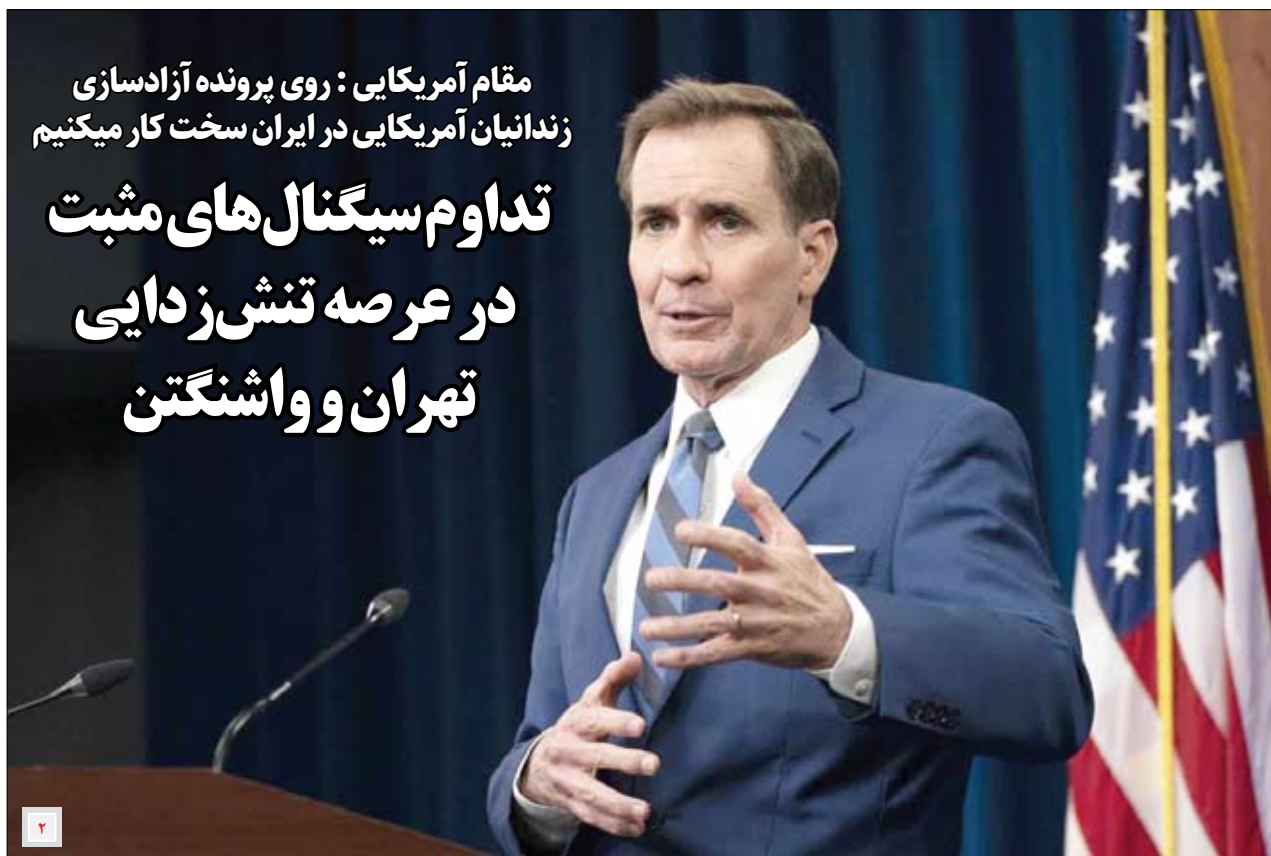 مقام آمریکایی : روی پرونده آزادسازی
زندانیان آمریکایی در ایران سخت کار میکنیم
تداوم سیگنال‌های مثبت
در عرصه تنش‌زدایی
تهران و واشنگتن
۲